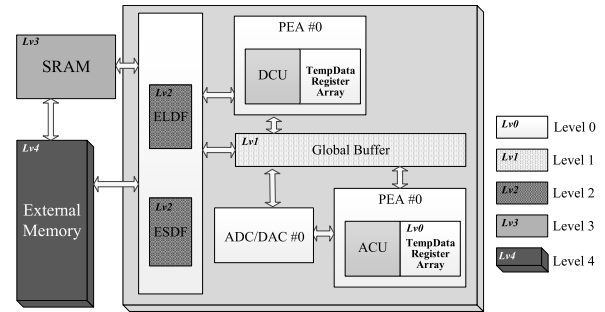 Lv3
SRAM
Lv4
External
Memory
Lv2
ELDF
Lv2
ESDF
PEA #0
DCU
TempData
Register
Array
Lv1
Global Buffer
ADC/DAC #0
PEA #0
ACU
Lv0
TempData
Register
Array
Lv0 Level 0
Lv1 Level 1
Lv2 Level 2
Lv3 Level 3
Lv4 Level 4